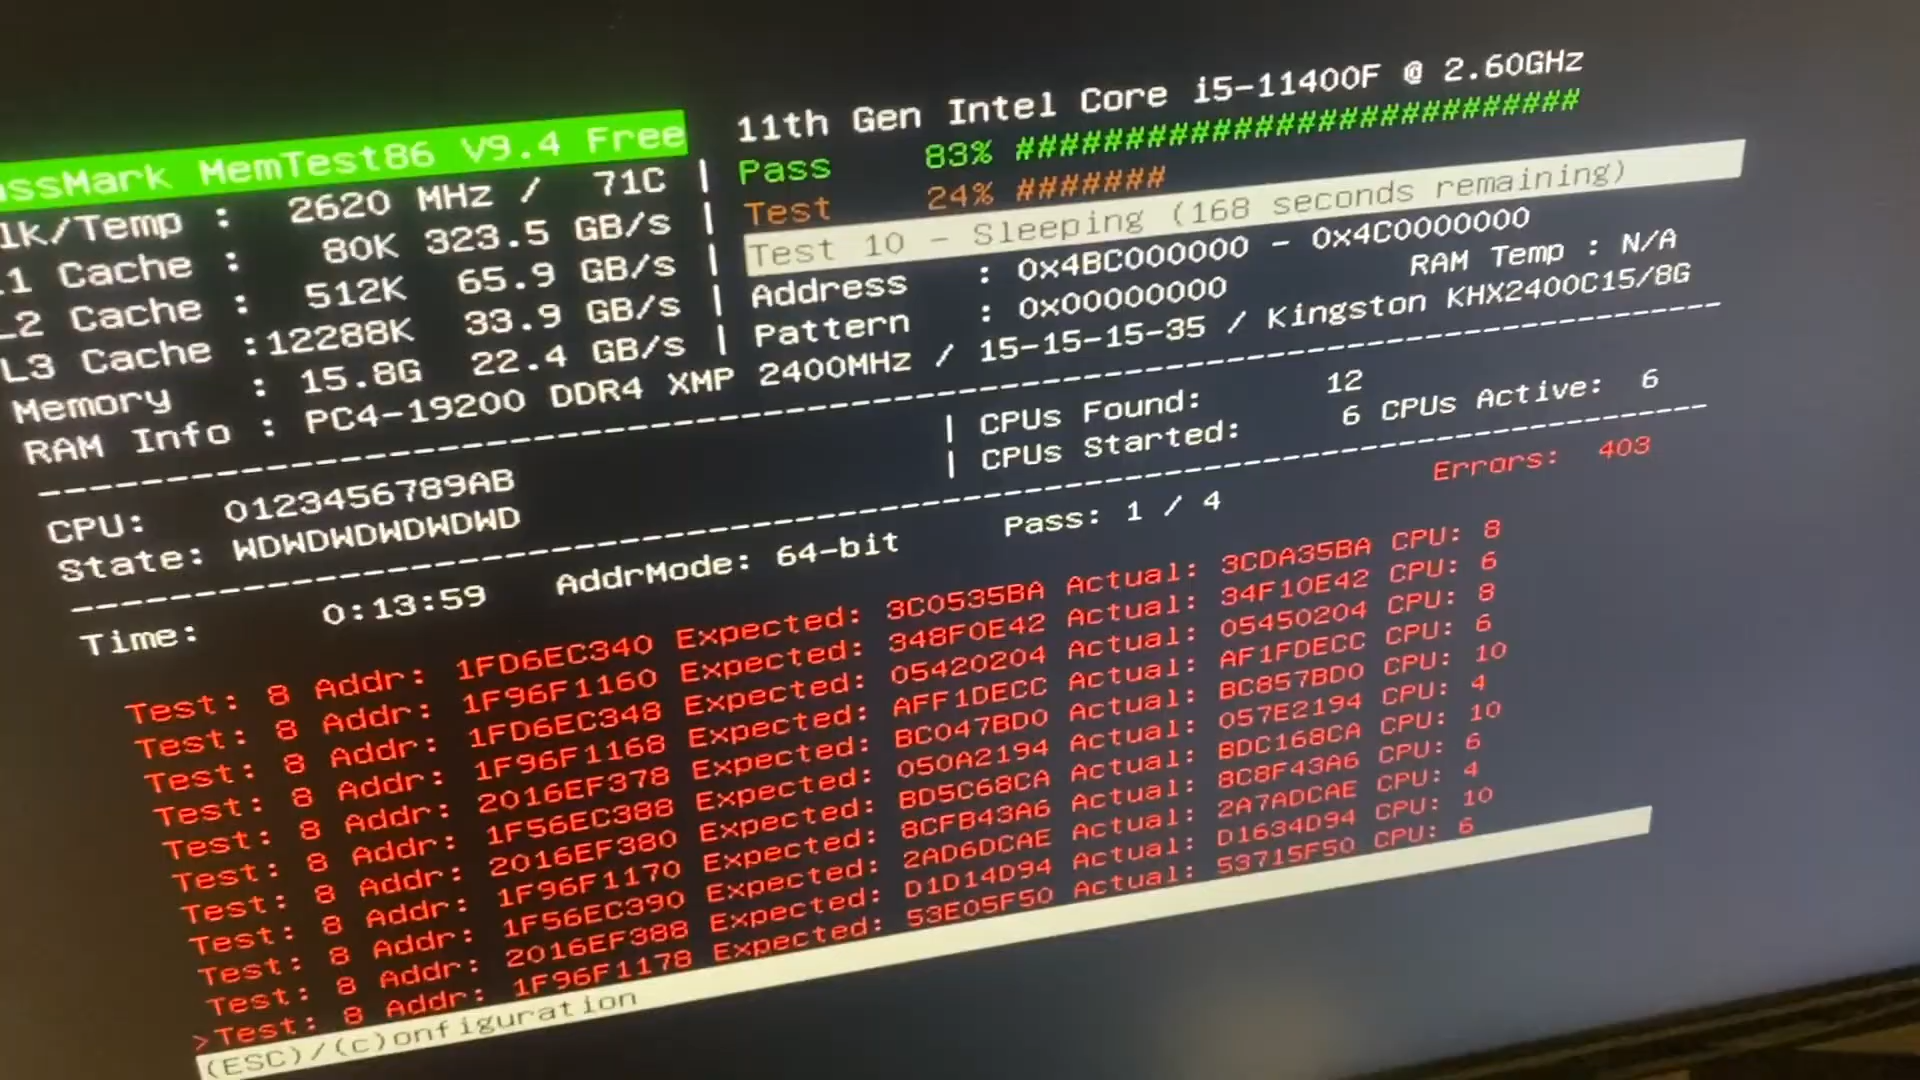 ssMark MemTest86 V9.4 Free
11th Gen Intel Core i5-11400F @ 2.60GHz
lk/Temp : 2620 MHz / 71C | Pass 83% ##########################
.1 Cache : 80K 323.5 GB/s | Test 24% #######
L2 Cache : 512K 65.9 GB/s | Test 10 - Sleeping (168 seconds remaining)
L3 Cache :12288K 33.9 GB/s | Address : 0x4BC000000 - 0x4C0000000
Memory : 15.8G 22.4 GB/s | Pattern : 0x00000000 RAM Temp : N/A
RAM Info : PC4-19200 DDR4 XMP 2400MHz / 15-15-15-35 / Kingston KHX2400C15/8G
CPU: 0123456789AB | CPUs Found: 12
State: WDWDWDWDWDWD | CPUs Started: 6 CPUs Active: 6
Time: 0:13:59 AddrMode: 64-bit Pass: 1 / 4 Errors: 403
Test: 8 Addr: 1FD6EC340 Expected: 3C0535BA Actual: 3CDA35BA CPU: 8
Test: 8 Addr: 1F96F1160 Expected: 348F0E42 Actual: 34F10E42 CPU: 6
Test: 8 Addr: 1FD6EC348 Expected: 05420204 Actual: 05450204 CPU: 8
Test: 8 Addr: 1F96F1168 Expected: AFF1DECC Actual: AF1FDECC CPU: 6
Test: 8 Addr: 2016EF378 Expected: BC047BD0 Actual: BC857BD0 CPU: 10
Test: 8 Addr: 1F56EC388 Expected: 050A2194 Actual: 057E2194 CPU: 4
Test: 8 Addr: 2016EF380 Expected: BD5C68CA Actual: BDC168CA CPU: 10
Test: 8 Addr: 1F96F1170 Expected: 8CFB43A6 Actual: 8C8F43A6 CPU: 6
Test: 8 Addr: 1F56EC390 Expected: 2AD6DCAE Actual: 2A7ADCAE CPU: 4
Test: 8 Addr: 2016EF388 Expected: D1D14D94 Actual: D1634D94 CPU: 10
>Test: 8 Addr: 1F96F1178 Expected: 53E05F50 Actual: 53715F50 CPU: 6
(ESC)/(c)onfiguration